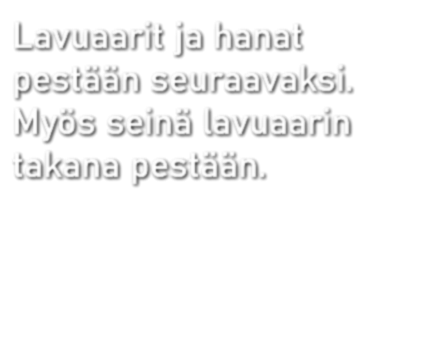 Lavuaarit ja hanat
pestään seuraavaksi.
Myös seinä lavuaarin
takana pestään.